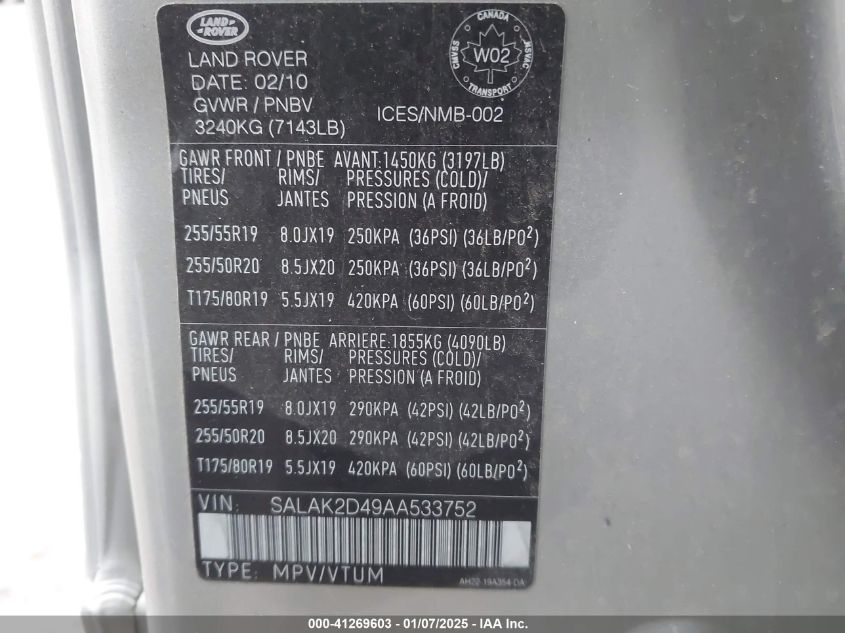 LAND
ROVER
LAND ROVER
DATE: 02/10
GVWR / PNBV
3240KG (7143LB)
ICES/NMB-002
CANADA
CMVSS
W02
NSVAC
TRANSPORT
GAWR FRONT / PNBE AVANT:1450KG (3197LB)
TIRES/ RIMS/ PRESSURES (COLD)/
PNEUS JANTES PRESSION (A FROID)
255/55R19 8.0JX19 250KPA (36PSI) (36LB/PO²)
255/50R20 8.5JX20 250KPA (36PSI) (36LB/PO²)
T175/80R19 5.5JX19 420KPA (60PSI) (60LB/PO²)
GAWR REAR / PNBE ARRIERE:1855KG (4090LB)
TIRES/ RIMS/ PRESSURES (COLD)/
PNEUS JANTES PRESSION (A FROID)
255/55R19 8.0JX19 290KPA (42PSI) (42LB/PO²)
255/50R20 8.5JX20 290KPA (42PSI) (42LB/PO²)
T175/80R19 5.5JX19 420KPA (60PSI) (60LB/PO²)
VIN: SALAK2D49AA533752
TYPE: MPV/VTUM
AH22-19A354-DA
000-41269603 - 01/07/2025 - IAA Inc.